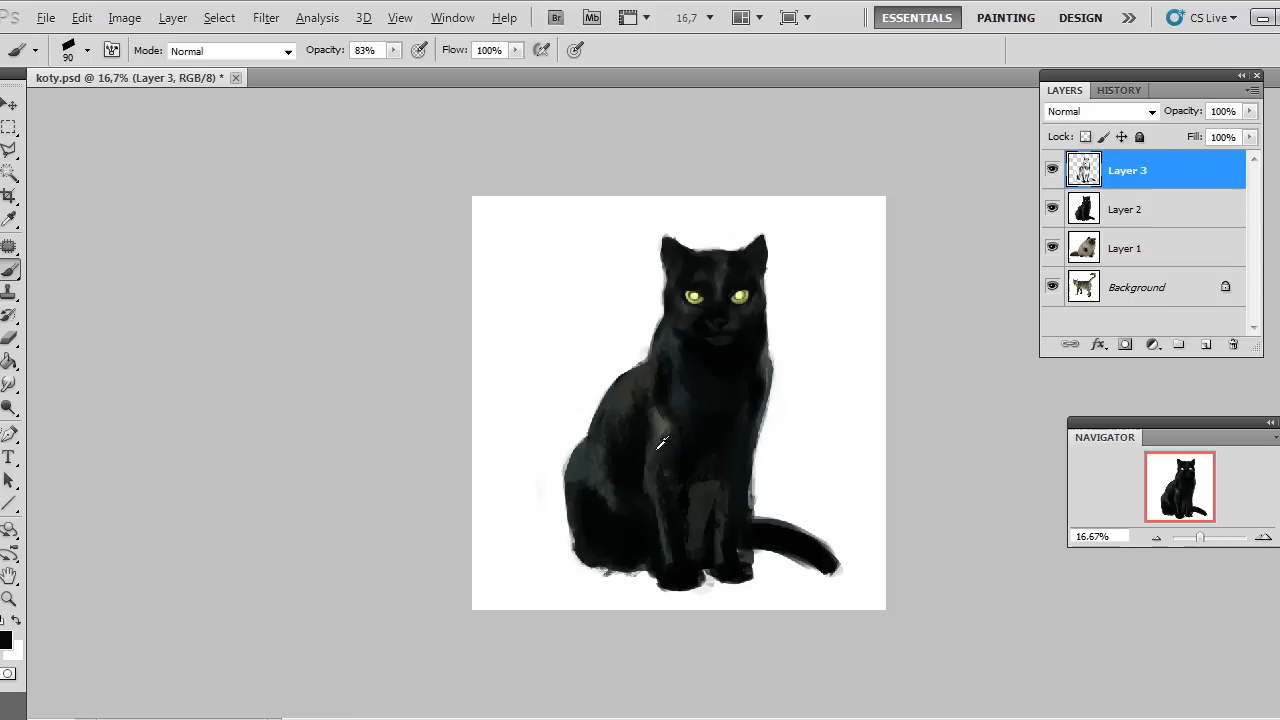 Ps File Edit Image Layer Select Filter Analysis 3D View Window Help Br Mb 16,7 ESSENTIALS PAINTING DESIGN CS Live
90 Mode: Normal Opacity: 83% Flow: 100%
koty.psd @ 16,7% (Layer 3, RGB/8) *
LAYERS HISTORY
Normal Opacity: 100%
Lock: Fill: 100%
Layer 3
Layer 2
Layer 1
Background
fx
NAVIGATOR
16.67%